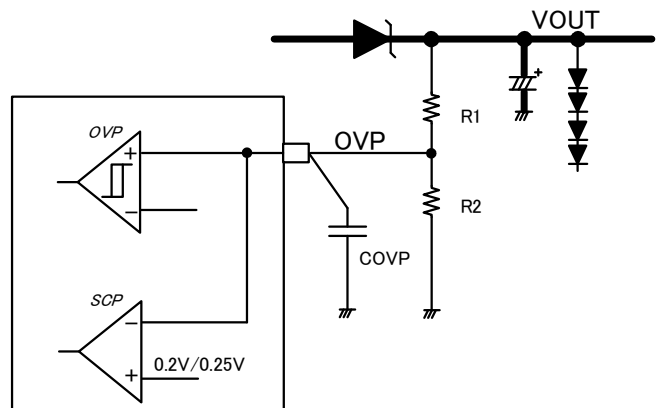 VOUT
OVP
+
R1
OVP
+
−
R2
COVP
SCP
−
+
0.2V/0.25V